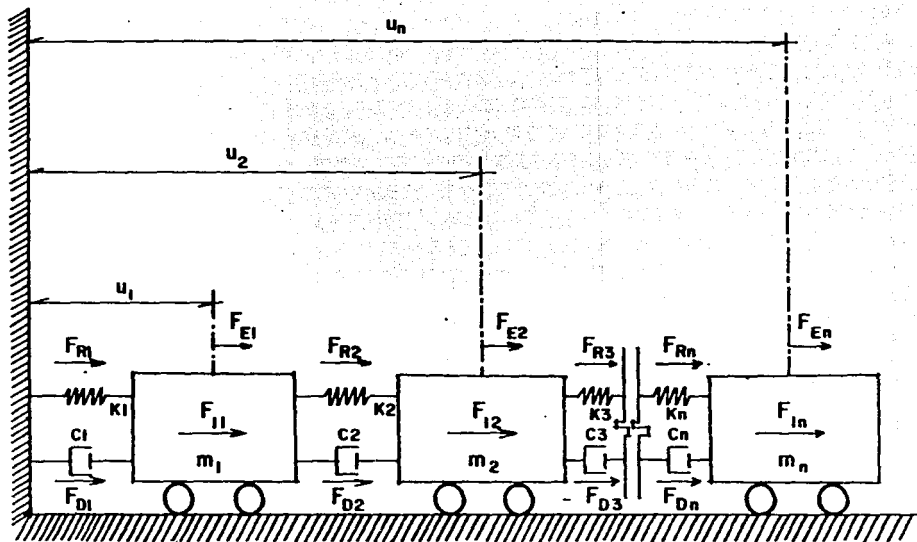 un
u2
u1
FE1 FE2 FEn
FR1 FR2 FR3 FRn
K1 K2 K3 Kn
FI1 FI2 FIn
C1 C2 C3 Cn
m1 m2 mn
FD1 FD2 FD3 FDn